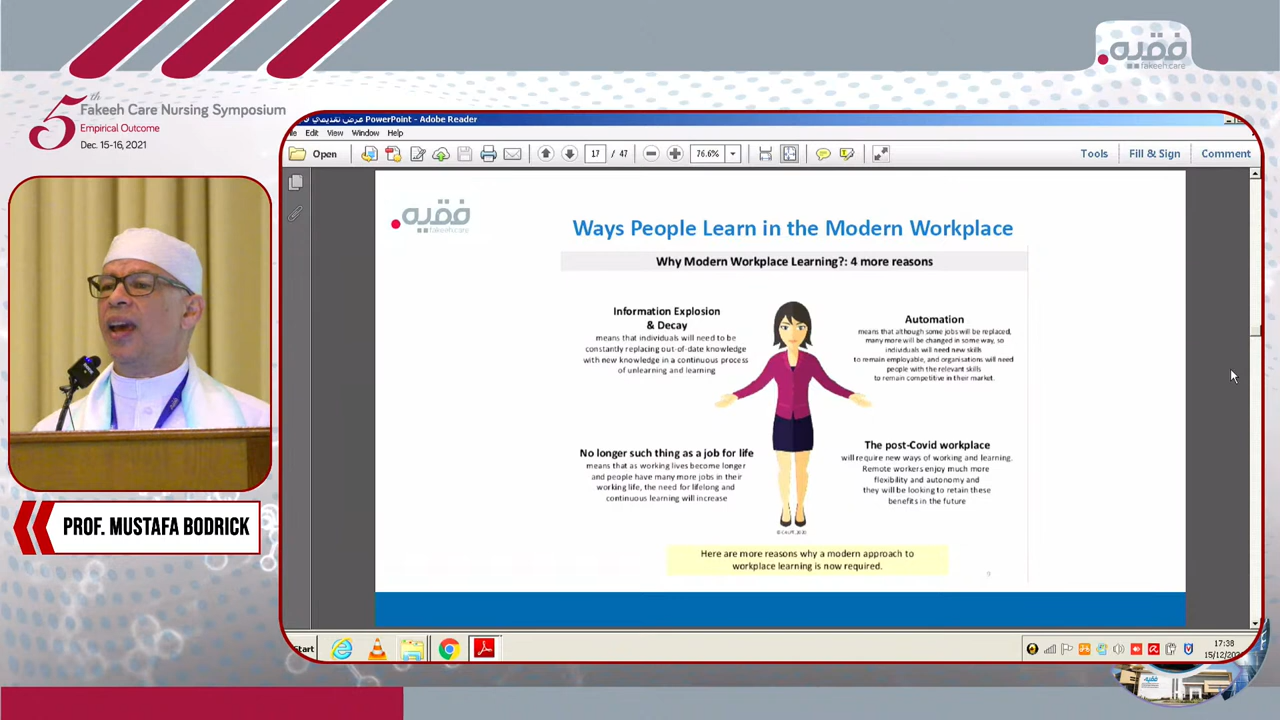 فقيه
fakeeh.care
5th Fakeeh Care Nursing Symposium
Empirical Outcome
Dec. 15-16, 2021
عرض تقديمي PowerPoint - Adobe Reader
Edit View Window Help
Open 17 / 47 76.6% Tools Fill & Sign Comment
فقيه
fakeeh.care
Ways People Learn in the Modern Workplace
Why Modern Workplace Learning?: 4 more reasons
Information Explosion
& Decay
means that individuals will need to be
constantly replacing out-of-date knowledge
with new knowledge in a continuous process
of unlearning and learning
Automation
means that although some jobs will be replaced,
many more will be changed in some way, so
individuals will need new skills
to remain employable, and organisations will need
people with the relevant skills
to remain competitive in their market.
No longer such thing as a job for life
means that as working lives become longer
and people have many more jobs in their
working life, the need for lifelong and
continuous learning will increase
The post-Covid workplace
will require new ways of working and learning.
Remote workers enjoy much more
flexibility and autonomy and
they will be looking to retain these
benefits in the future
Here are more reasons why a modern approach to
workplace learning is now required.
9
PROF. MUSTAFA BODRICK
17:38
فقيه